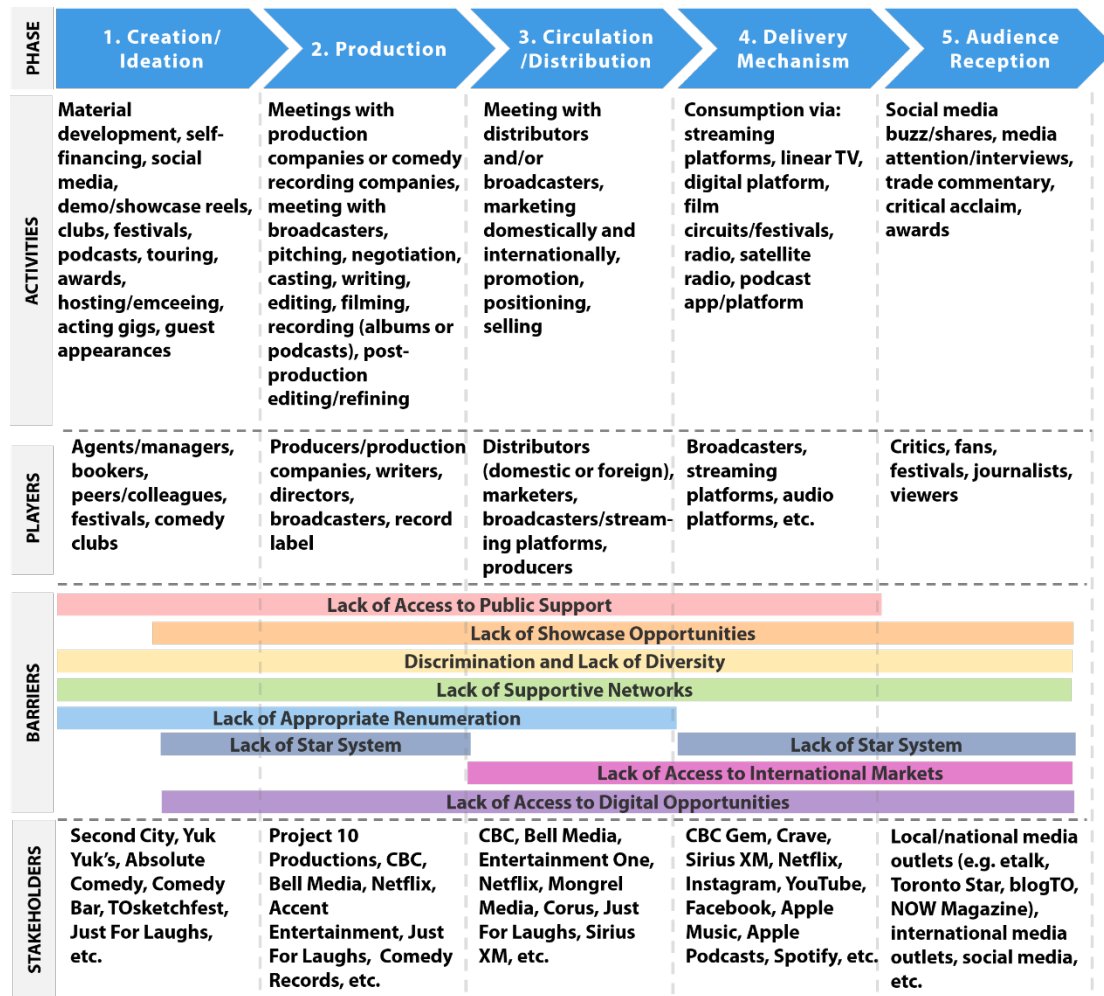 PHASE
1. Creation/
Ideation
2. Production
3. Circulation
/Distribution
4. Delivery
Mechanism
5. Audience
Reception
ACTIVITIES
Material
development, self-
financing, social
media,
demo/showcase reels,
clubs, festivals,
podcasts, touring,
awards,
hosting/emceeing,
acting gigs, guest
appearances
Meetings with
production
companies or comedy
recording companies,
meeting with
broadcasters,
pitching, negotiation,
casting, writing,
editing, filming,
recording (albums or
podcasts), post-
production
editing/refining
Meeting with
distributors
and/or
broadcasters,
marketing
domestically and
internationally,
promotion,
positioning,
selling
Consumption via:
streaming
platforms, linear TV,
digital platform,
film
circuits/festivals,
radio, satellite
radio, podcast
app/platform
Social media
buzz/shares, media
attention/interviews,
trade commentary,
critical acclaim,
awards
PLAYERS
Agents/managers,
bookers,
peers/colleagues,
festivals, comedy
clubs
Producers/production
companies, writers,
directors,
broadcasters, record
label
Distributors
(domestic or foreign),
marketers,
broadcasters/stream-
ing platforms,
producers
Broadcasters,
streaming
platforms, audio
platforms, etc.
Critics, fans,
festivals, journalists,
viewers
BARRIERS
Lack of Access to Public Support
Lack of Showcase Opportunities
Discrimination and Lack of Diversity
Lack of Supportive Networks
Lack of Appropriate Renumeration
Lack of Star System
Lack of Star System
Lack of Access to International Markets
Lack of Access to Digital Opportunities
STAKEHOLDERS
Second City, Yuk
Yuk's, Absolute
Comedy, Comedy
Bar, TOsketchfest,
Just For Laughs,
etc.
Project 10
Productions, CBC,
Bell Media, Netflix,
Accent
Entertainment, Just
For Laughs, Comedy
Records, etc.
CBC, Bell Media,
Entertainment One,
Netflix, Mongrel
Media, Corus, Just
For Laughs, Sirius
XM, etc.
CBC Gem, Crave,
Sirius XM, Netflix,
Instagram, YouTube,
Facebook, Apple
Music, Apple
Podcasts, Spotify, etc.
Local/national media
outlets (e.g. etalk,
Toronto Star, blogTO,
NOW Magazine),
international media
outlets, social media,
etc.